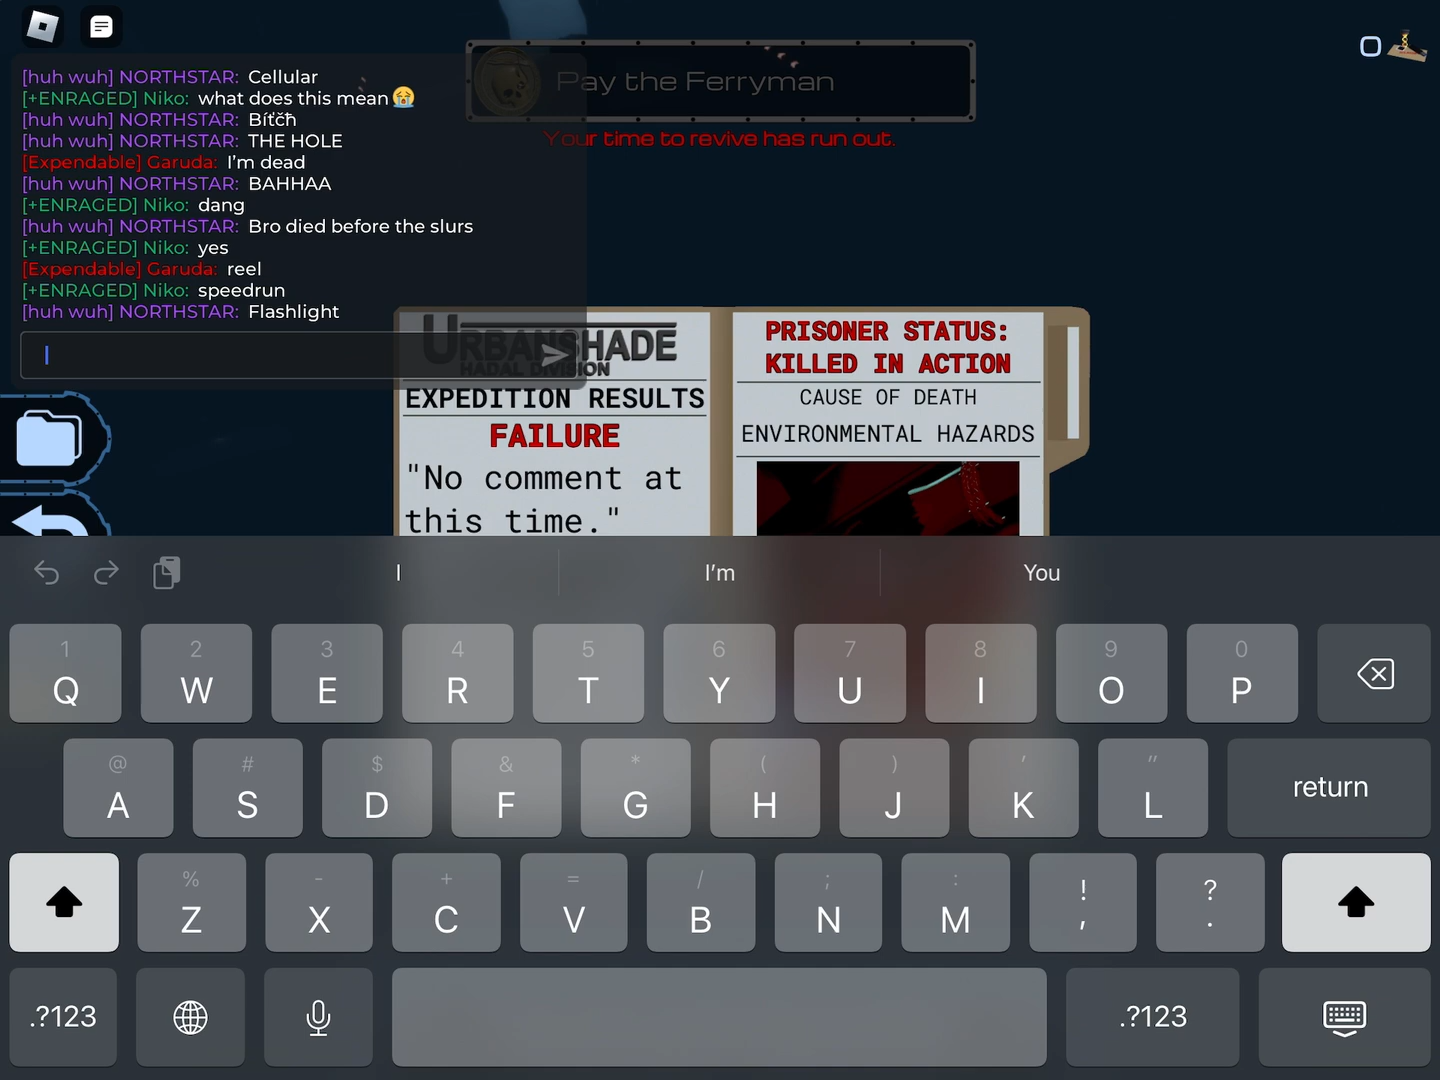 [huh wuh] NORTHSTAR: Cellular
[+ENRAGED] Niko: what does this mean😭
[huh wuh] NORTHSTAR: Bíťčħ
[huh wuh] NORTHSTAR: THE HOLE
[Expendable] Garuda: I'm dead
[huh wuh] NORTHSTAR: BAHHAA
[+ENRAGED] Niko: dang
[huh wuh] NORTHSTAR: Bro died before the slurs
[+ENRAGED] Niko: yes
[Expendable] Garuda: reel
[+ENRAGED] Niko: speedrun
[huh wuh] NORTHSTAR: Flashlight
Pay the Ferryman
Your time to revive has run out.
0
URBANSHADE
HADAL DIVISION
EXPEDITION RESULTS
FAILURE
"No comment at
this time."
PRISONER STATUS:
KILLED IN ACTION
CAUSE OF DEATH
ENVIRONMENTAL HAZARDS
I I'm You
1 2 3 4 5 6 7 8 9 0
Q W E R T Y U I O P
@ # $ & * ( ) ' "
A S D F G H J K L return
% - + = / ; : ! ?
Z X C V B N M , .
.?123 .?123